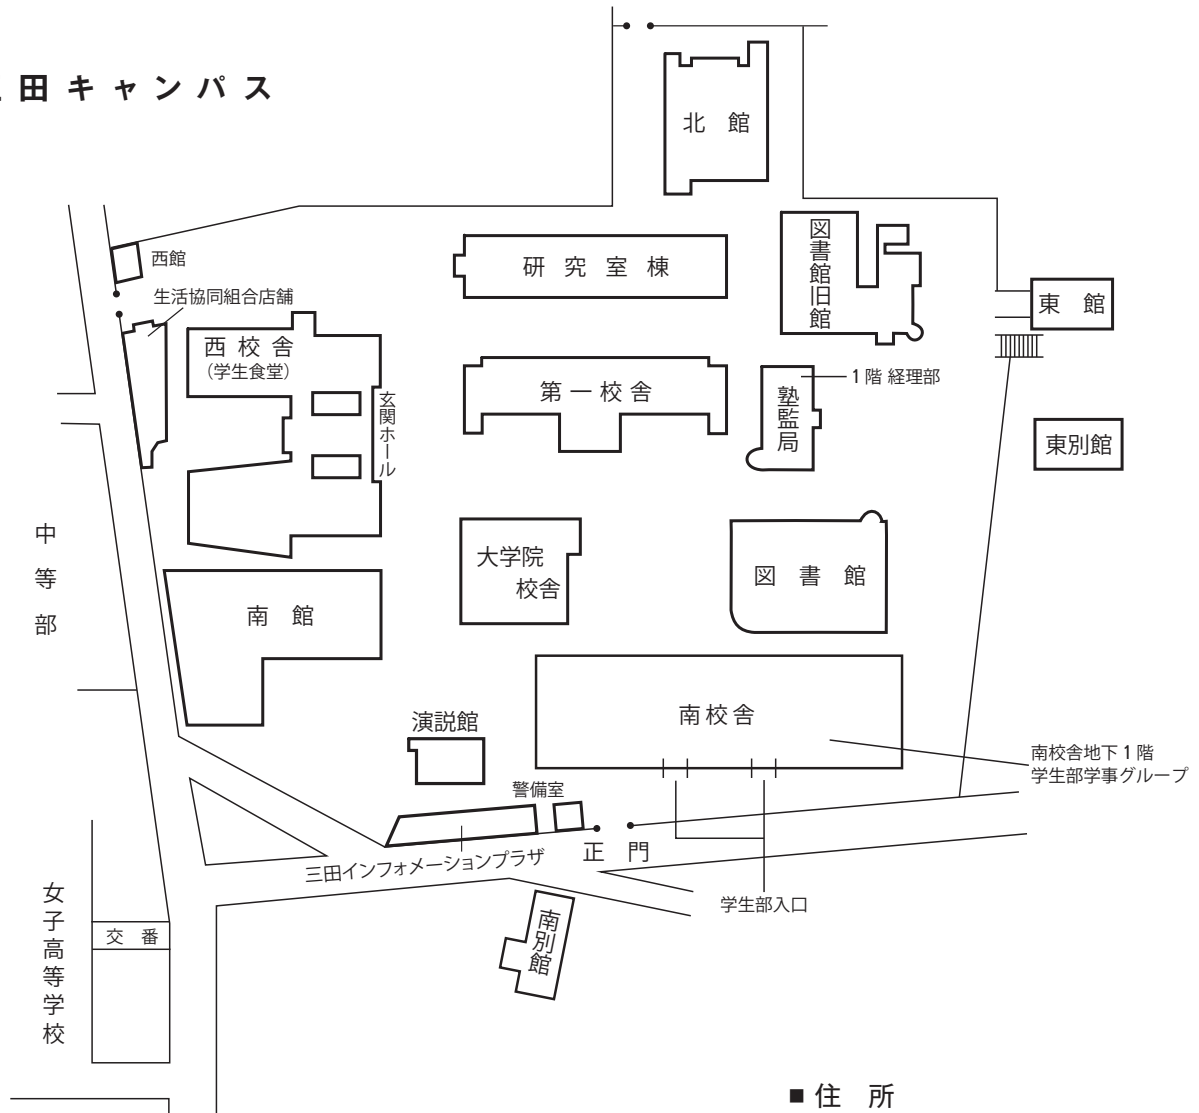 田キャンパス
北館
研究室棟
図書館旧館
西館
生活協同組合店舗
東館
西校舎
(学生食堂)
玄関ホール
第一校舎
1階 経理部
塾監局
東別館
中等部
大学院
校舎
図書館
南館
南校舎
演説館
南校舎地下1階
学生部学事グループ
警備室
正門
三田インフォメーションプラザ
学生部入口
女子高等学校
交番
南別館
■住所